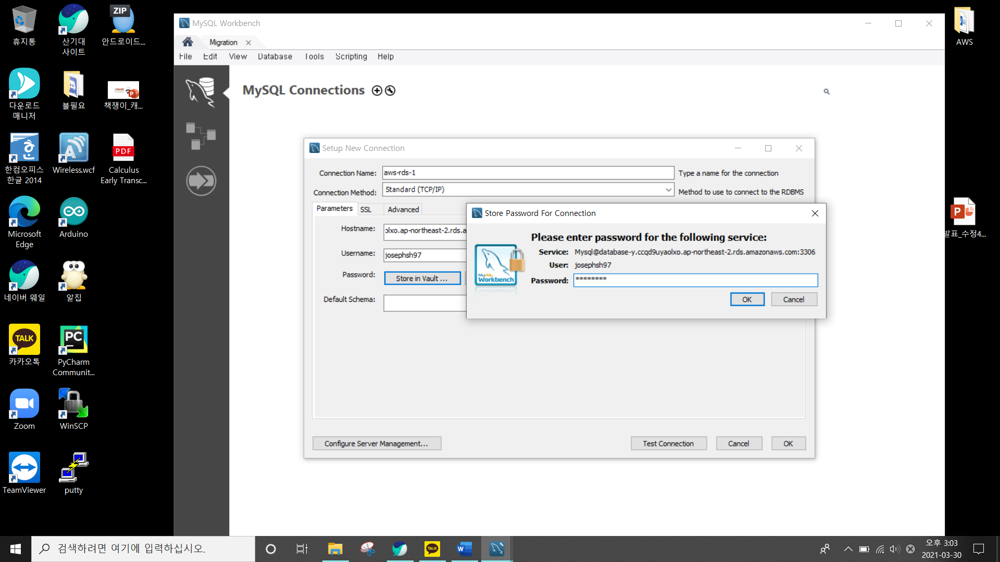 휴지통
산기대
사이트
ZIP
안드로이드...
다운로드
매니저
불필요
책쟁이_캐...
한컴오피스
한글 2014
Wireless.wcf
PDF
Calculus
Early Transc...
Microsoft
Edge
Arduino
네이버 웨일
알집
TALK
카카오톡
PC
PyCharm
Communit...
Zoom
WinSCP
TeamViewer
putty
AWS
발표_수정4...
MySQL Workbench
Migration
File Edit View Database Tools Scripting Help
MySQL Connections
Setup New Connection
Connection Name: aws-rds-1 Type a name for the connection
Connection Method: Standard (TCP/IP) Method to use to connect to the RDBMS
Parameters SSL Advanced
Hostname: olxo.ap-northeast-2.rds.a
Username: josephsh97
Password: Store in Vault ...
Default Schema:
Configure Server Management...
Test Connection Cancel OK
Store Password For Connection
Please enter password for the following service:
Service: Mysql@database-y.ccqd9uyaolxo.ap-northeast-2.rds.amazonaws.com:3306
User: josephsh97
Password: ********
MySQL
Workbench
OK Cancel
검색하려면 여기에 입력하십시오.
TALK
오후 3:03
2021-03-30